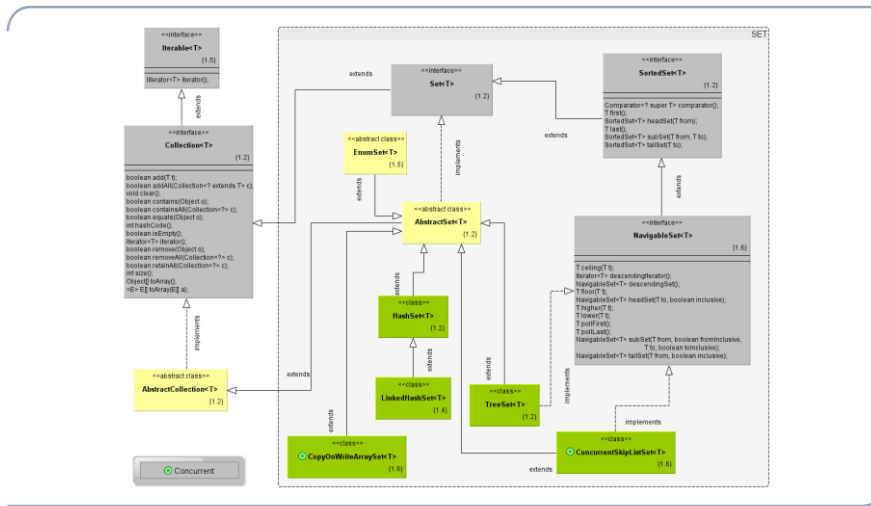 <<interface>>
Iterable<T>
{1.5}
Iterator<T> iterator();
extends
<<interface>>
Collection<T>
{1.2}
boolean add(T t);
boolean addAll(Collection<? extends T> c);
void clear();
boolean contains(Object o);
boolean containsAll(Collection<?> c);
boolean equals(Object o);
int hashCode();
boolean isEmpty();
Iterator<T> iterator();
boolean remove(Object o);
boolean removeAll(Collection<?> c);
boolean retainAll(Collection<?> c);
int size();
Object[] toArray();
<E> E[] toArray(E[] a);
implements
<<abstract class>>
AbstractCollection<T>
{1.2}
Concurrent
SET
extends
<<interface>>
Set<T>
{1.2}
extends
<<interface>>
SortedSet<T>
{1.2}
Comparator<? super T> comparator();
T first();
SortedSet<T> headSet(T from);
T last();
SortedSet<T> subSet(T from, T to);
SortedSet<T> tailSet(T to);
<<abstract class>>
EnumSet<T>
{1.5}
extends
implements
<<abstract class>>
AbstractSet<T>
{1.2}
extends
extends
<<interface>>
NavigableSet<T>
{1.6}
T ceiling(T t);
Iterator<T> descendingIterator();
NavigableSet<T> descendingSet();
T floor(T t);
NavigableSet<T> headSet(T to, boolean inclusive);
T higher(T t);
T lower(T t);
T pollFirst();
T pollLast();
NavigableSet<T> subSet(T from, boolean fromInclusive,
T to, boolean toInclusive);
NavigableSet<T> tailSet(T from, boolean inclusive);
extends
<<class>>
HashSet<T>
{1.2}
extends
<<class>>
LinkedHashSet<T>
{1.4}
extends
<<class>>
TreeSet<T>
{1.2}
implements
extends
<<class>>
CopyOnWriteArraySet<T>
{1.6}
implements
extends
<<class>>
ConcurrentSkipListSet<T>
{1.6}